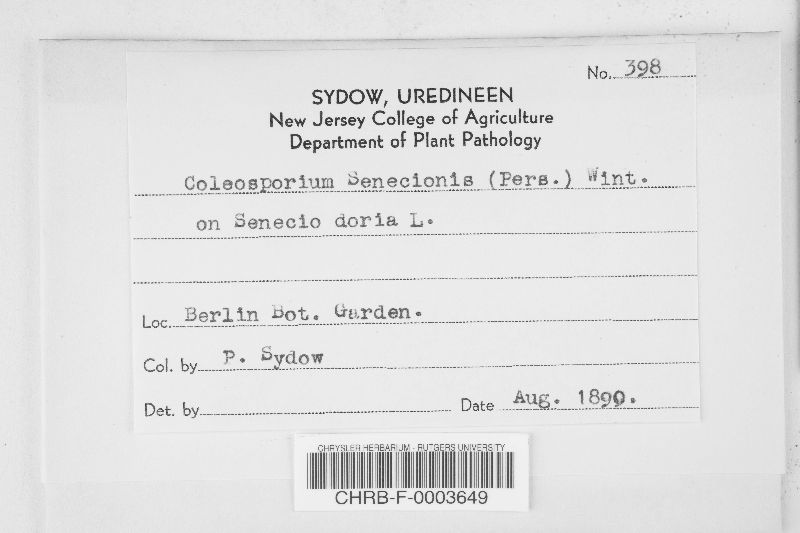 No. 398
SYDOW, UREDINEEN
New Jersey College of Agriculture
Department of Plant Pathology
Coleosporium Senecionis (Pers.) Wint.
on Senecio doria L.
Loc. Berlin Bot. Garden.
Col. by P. Sydow
Det. by
Date Aug. 1890.
CHRYSLER HERBARIUM - RUTGERS UNIVERSITY
CHRB-F-0003649